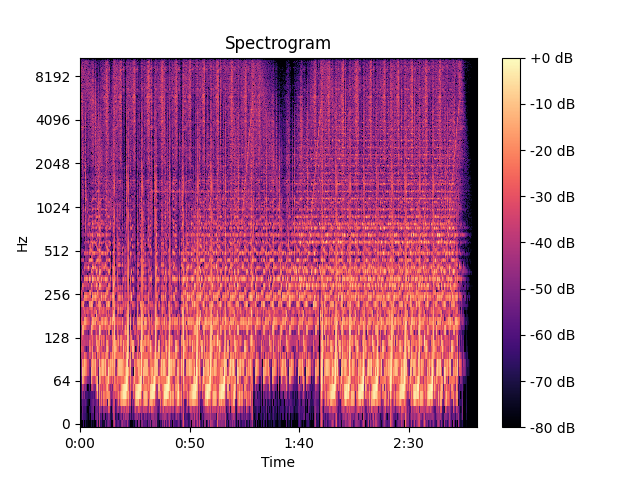 Spectrogram
8192
4096
2048
1024
512
256
128
64
0
Hz
0:00
0:50
1:40
2:30
Time
+0 dB
-10 dB
-20 dB
-30 dB
-40 dB
-50 dB
-60 dB
-70 dB
-80 dB